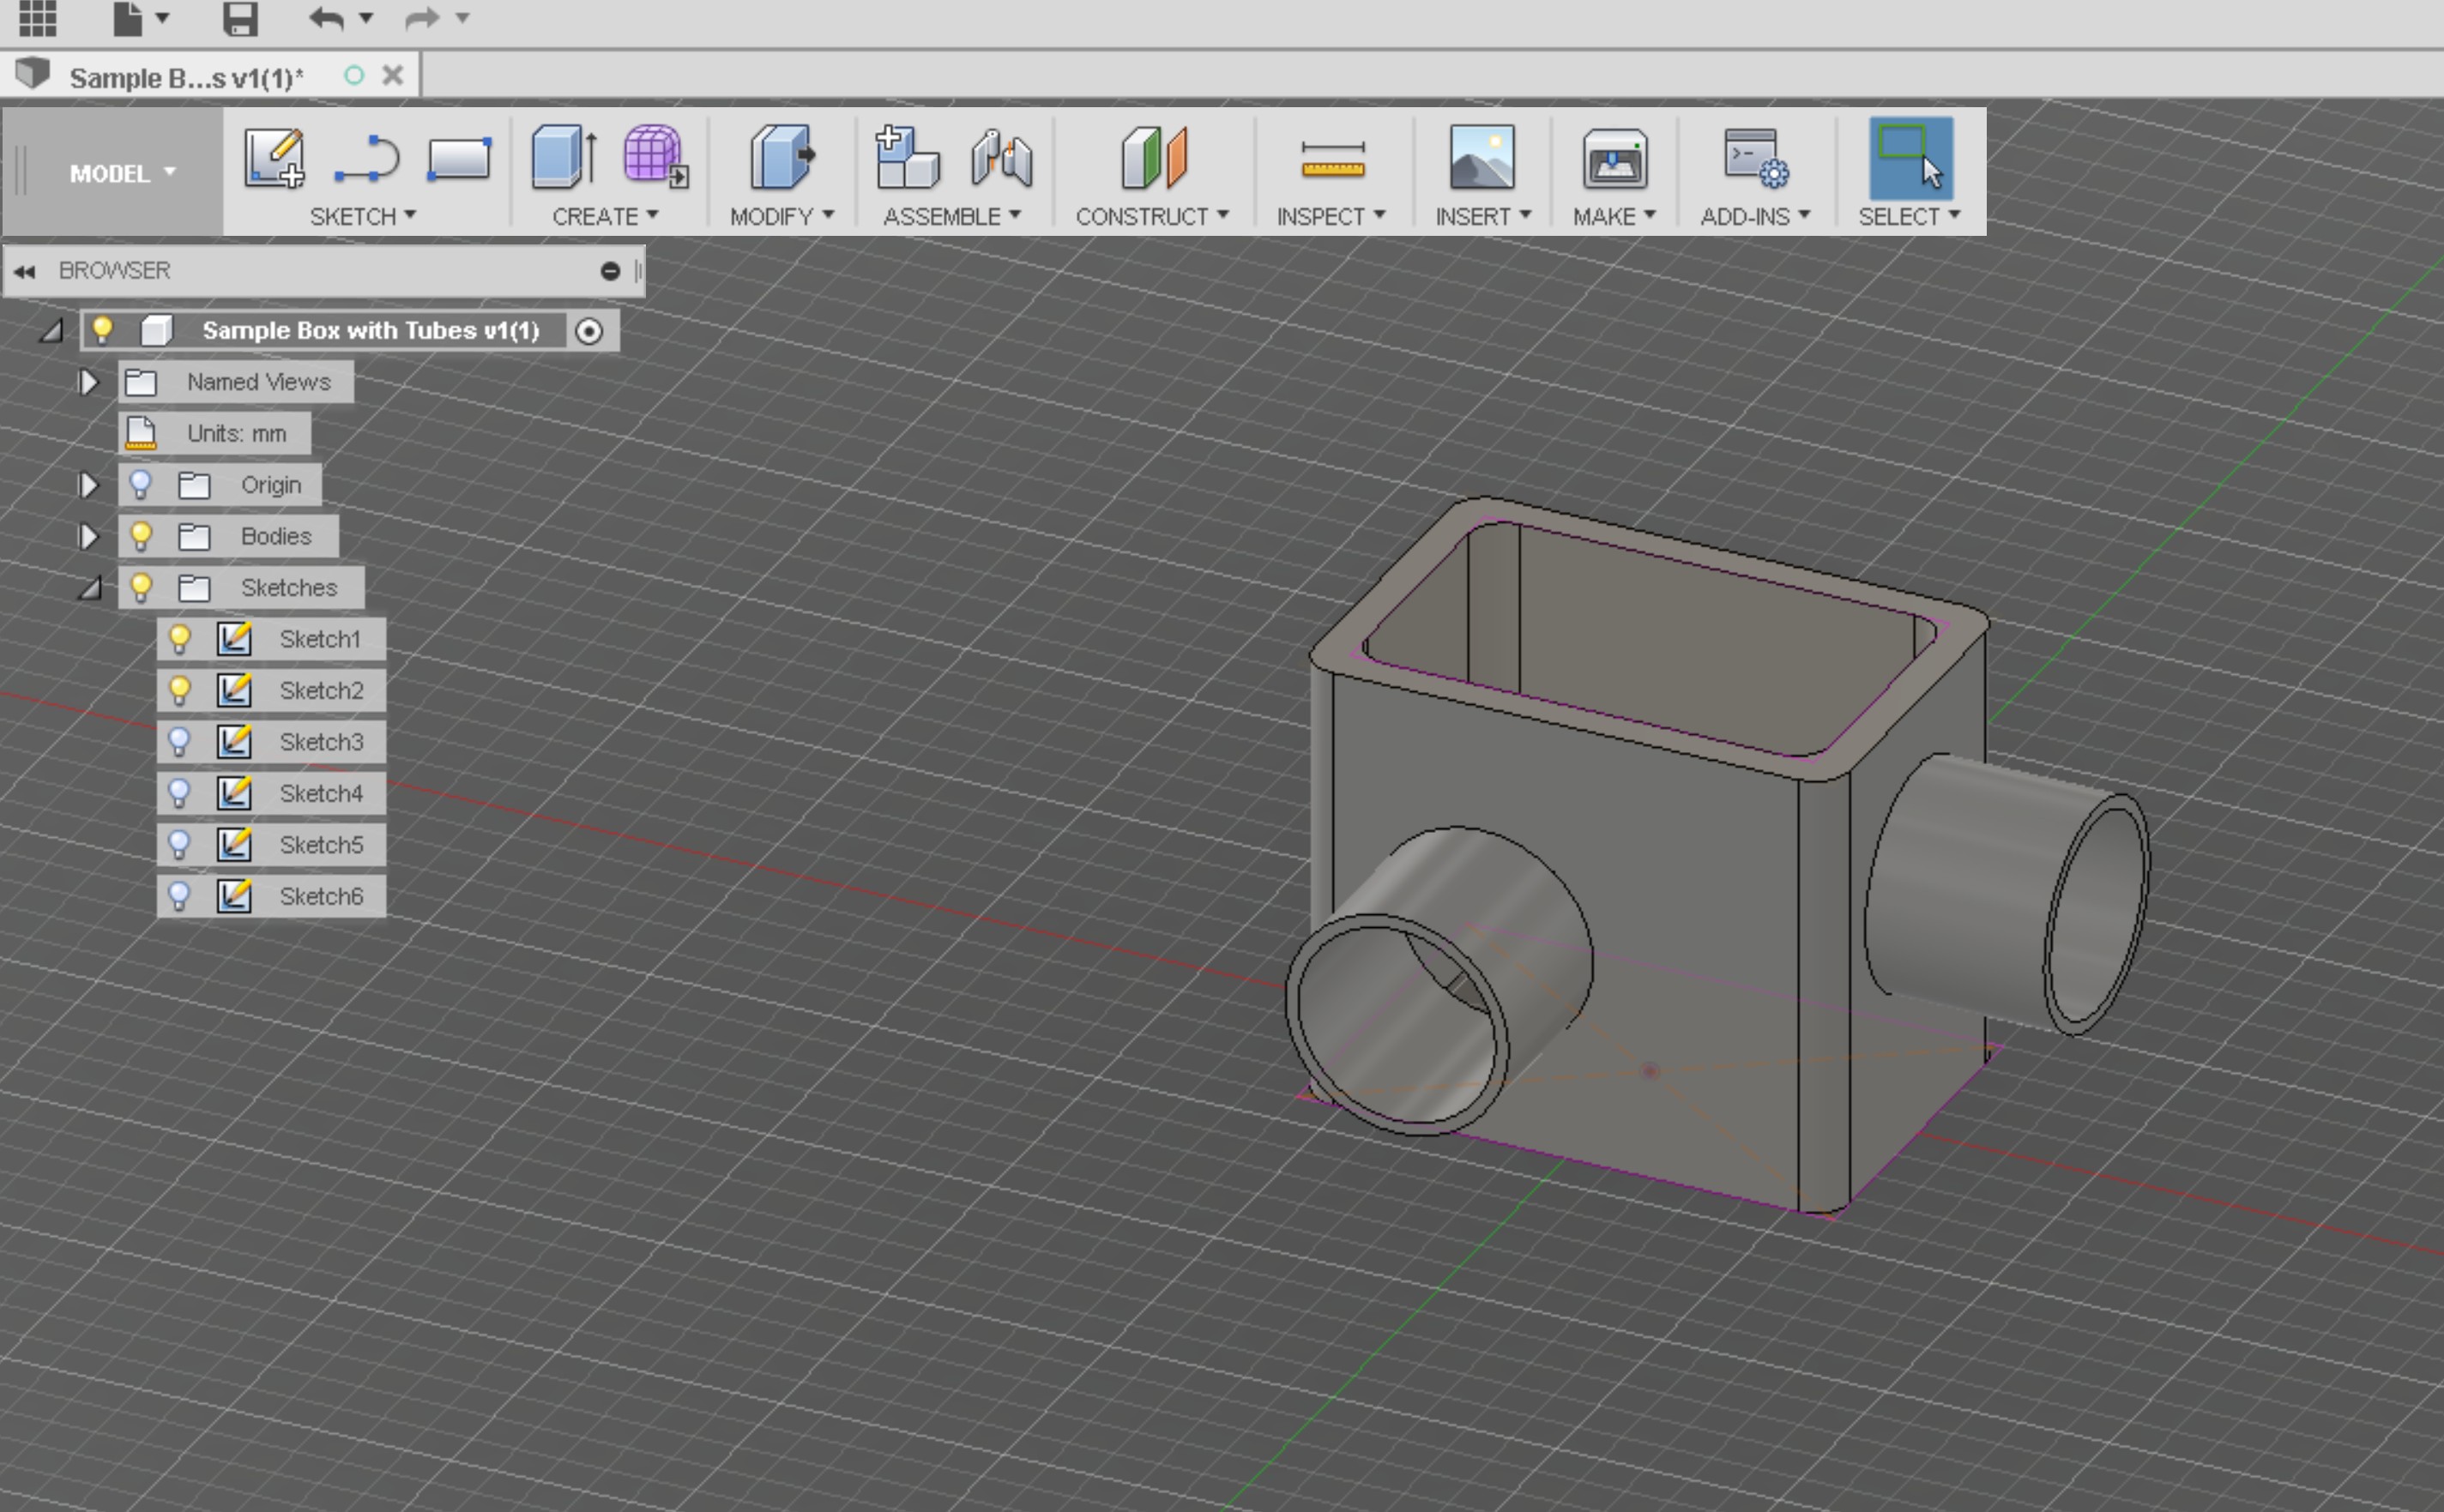 Sample B...s v1(1)*
MODEL
SKETCH
CREATE
MODIFY
ASSEMBLE
CONSTRUCT
INSPECT
INSERT
MAKE
ADD-INS
SELECT
BROWSER
Sample Box with Tubes v1(1)
Named Views
Units: mm
Origin
Bodies
Sketches
Sketch1
Sketch2
Sketch3
Sketch4
Sketch5
Sketch6